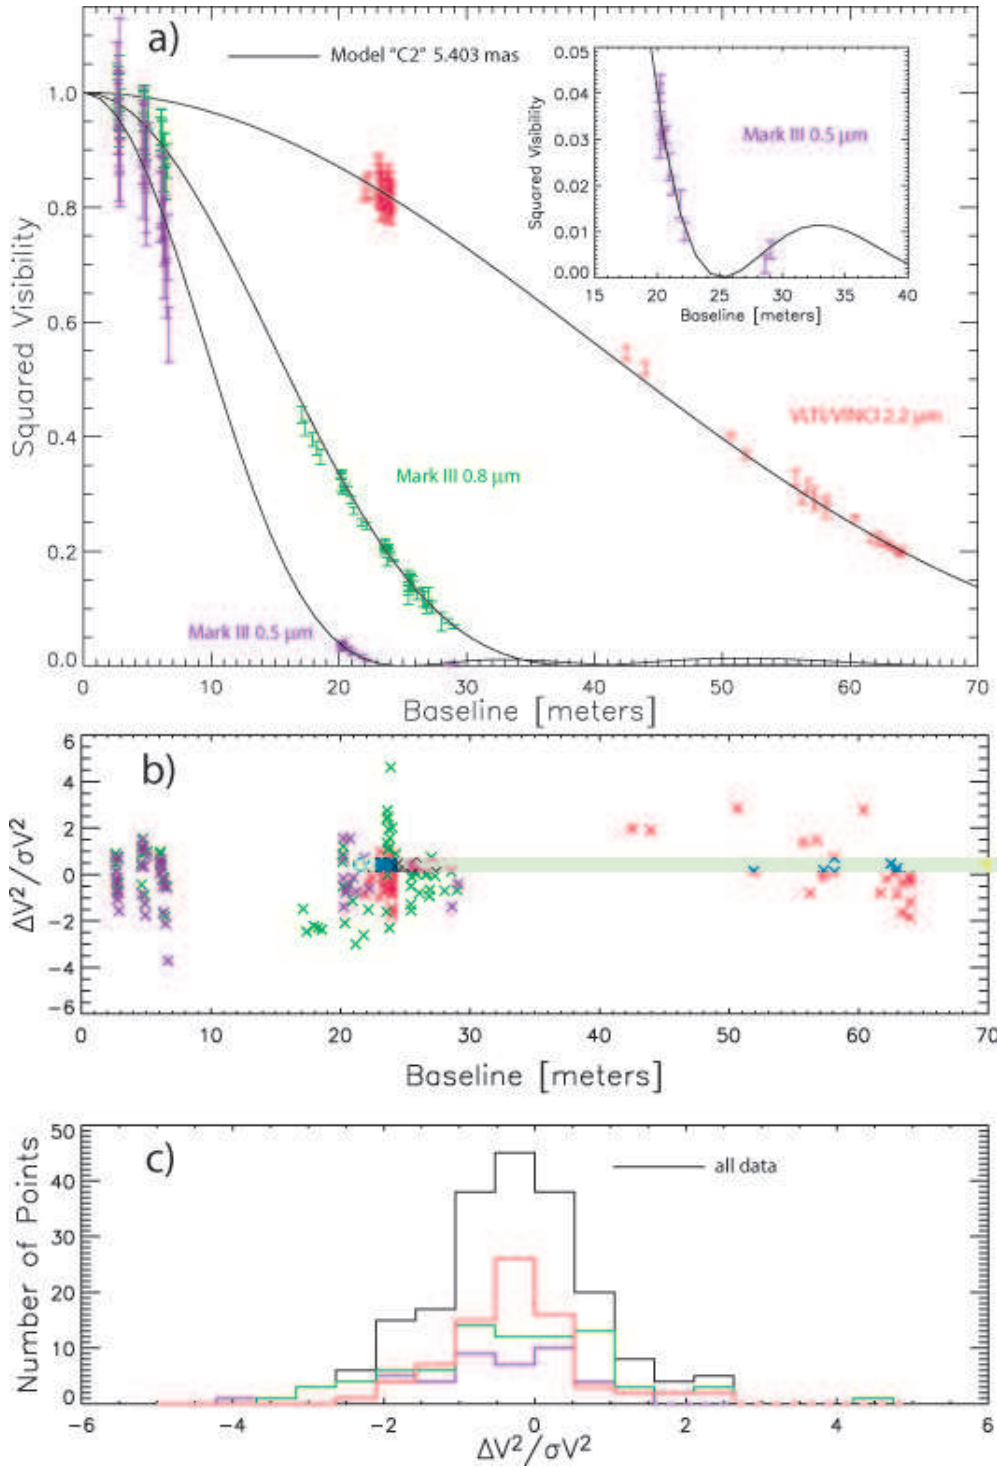 a)
Model "C2" 5.403 mas
1.0
0.8
0.6
0.4
0.2
0.0
Squared Visibility
0.05
0.04
0.03
0.02
0.01
0.00
Squared Visibility
Mark III 0.5 μm
15 20 25 30 35 40
Baseline [meters]
VLTI/VINCI 2.2 μm
Mark III 0.8 μm
Mark III 0.5 μm
0 10 20 30 40 50 60 70
Baseline [meters]
b)
6
4
2
0
-2
-4
-6
ΔV²/σV²
0 10 20 30 40 50 60 70
Baseline [meters]
c)
all data
50
40
30
20
10
0
Number of Points
-6 -4 -2 0 2 4 6
ΔV²/σV²